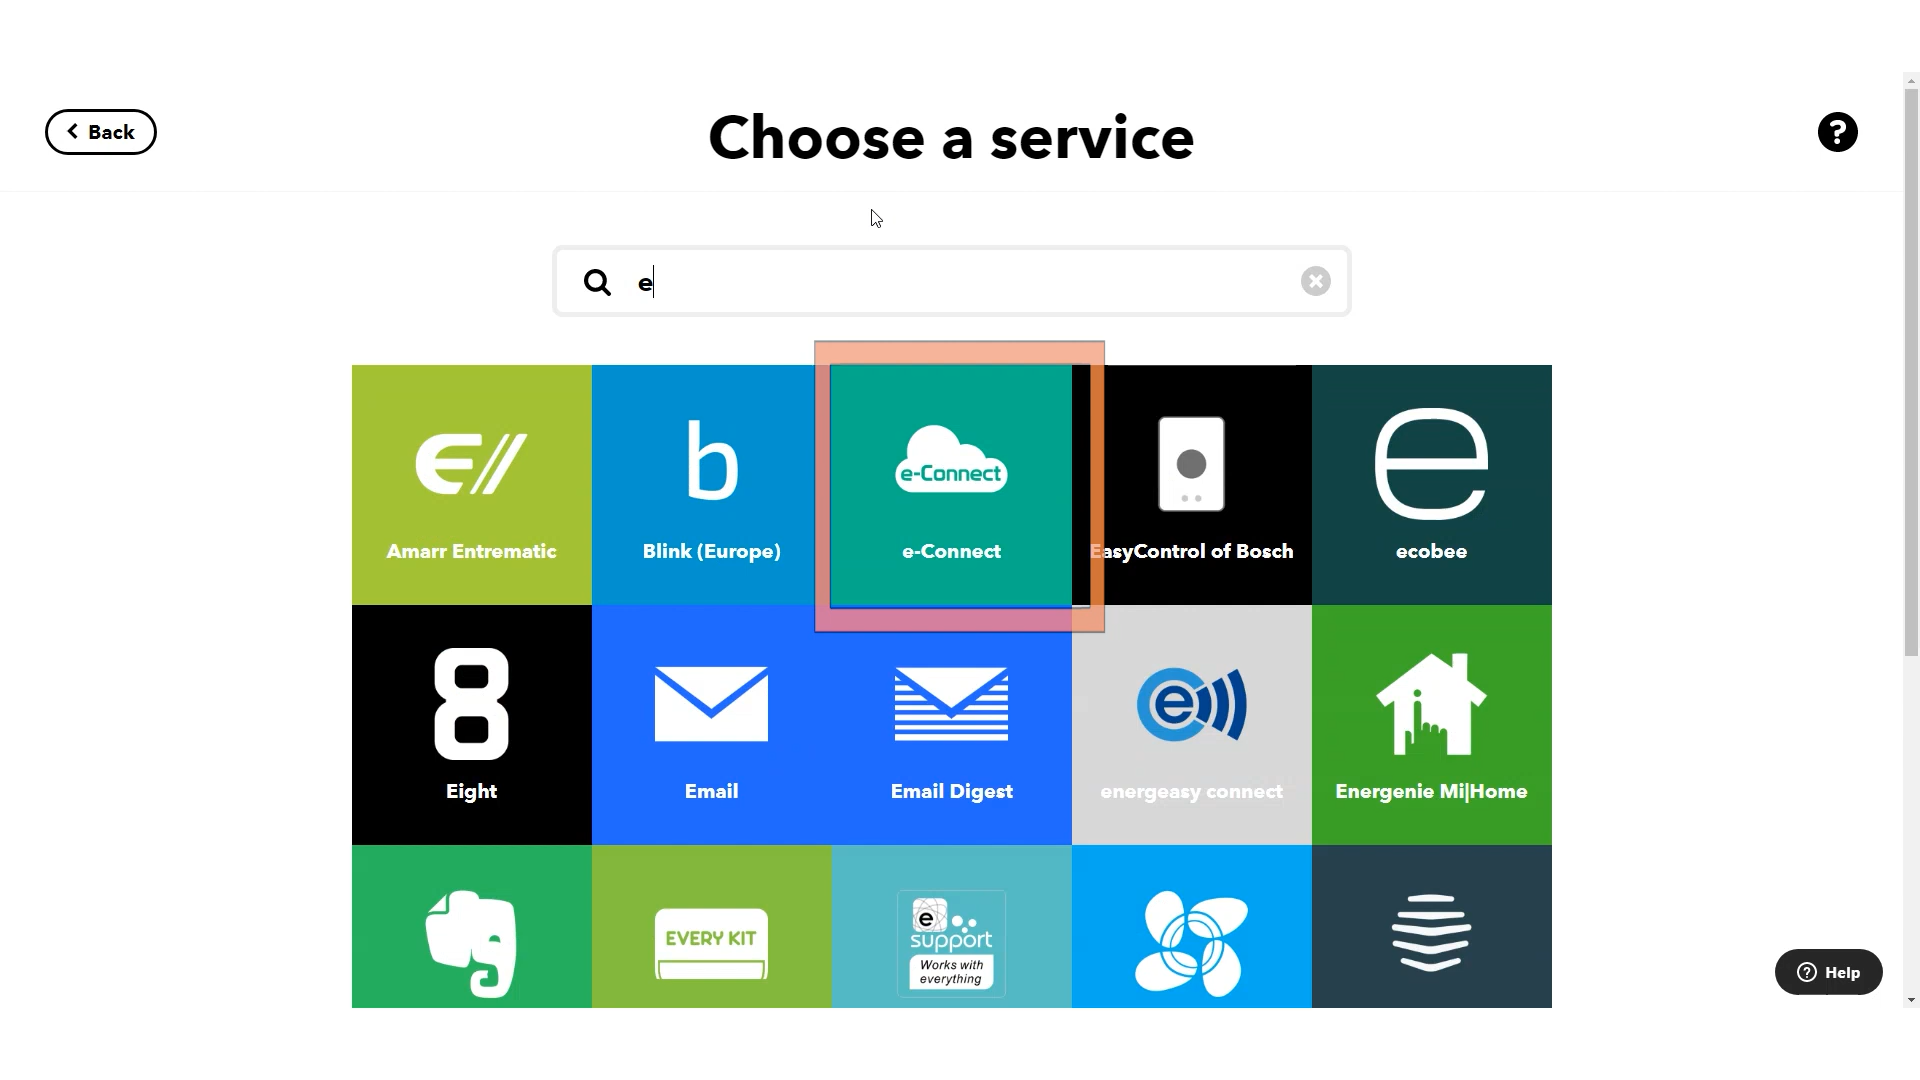 Back
Choose a service
e
e-Connect
Amarr Entrematic
Blink (Europe)
e-Connect
EasyControl of Bosch
ecobee
Eight
Email
Email Digest
energeasy connect
Energenie Mi|Home
EVERY KIT
e
support
Works with
everything
Help